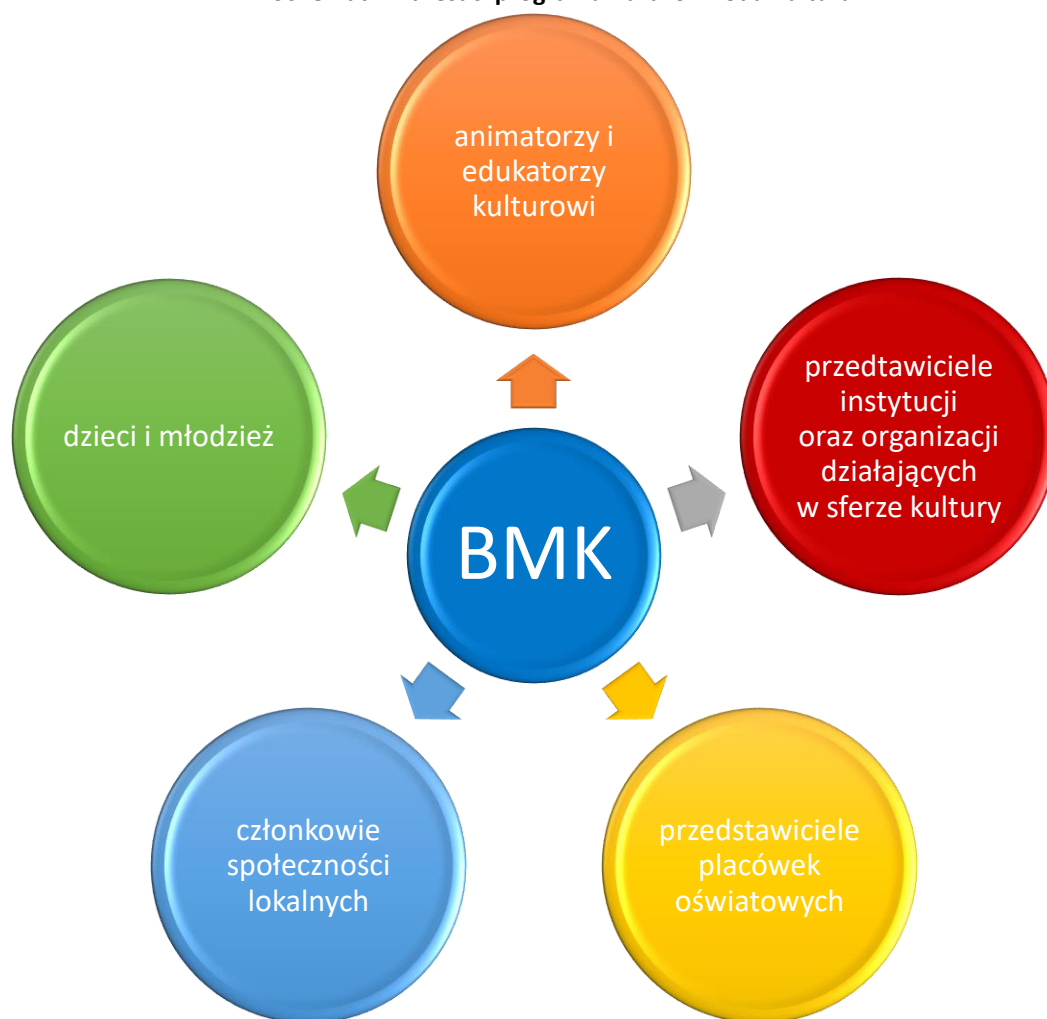 animatorzy i
edukatorzy
kulturowi
przedtawiciele
instytucji
oraz organizacji
działających
w sferze kultury
dzieci i młodzież
BMK
członkowie
społeczności
lokalnych
przedstawiciele
placówek
oświatowych